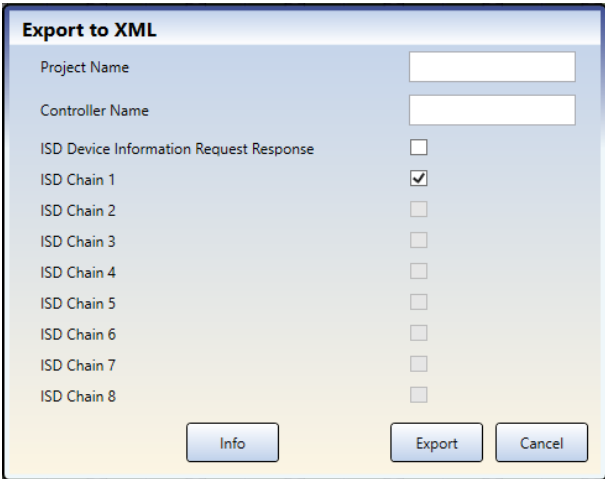 Export to XML
Project Name
Controller Name
ISD Device Information Request Response
ISD Chain 1
ISD Chain 2
ISD Chain 3
ISD Chain 4
ISD Chain 5
ISD Chain 6
ISD Chain 7
ISD Chain 8
Info Export Cancel